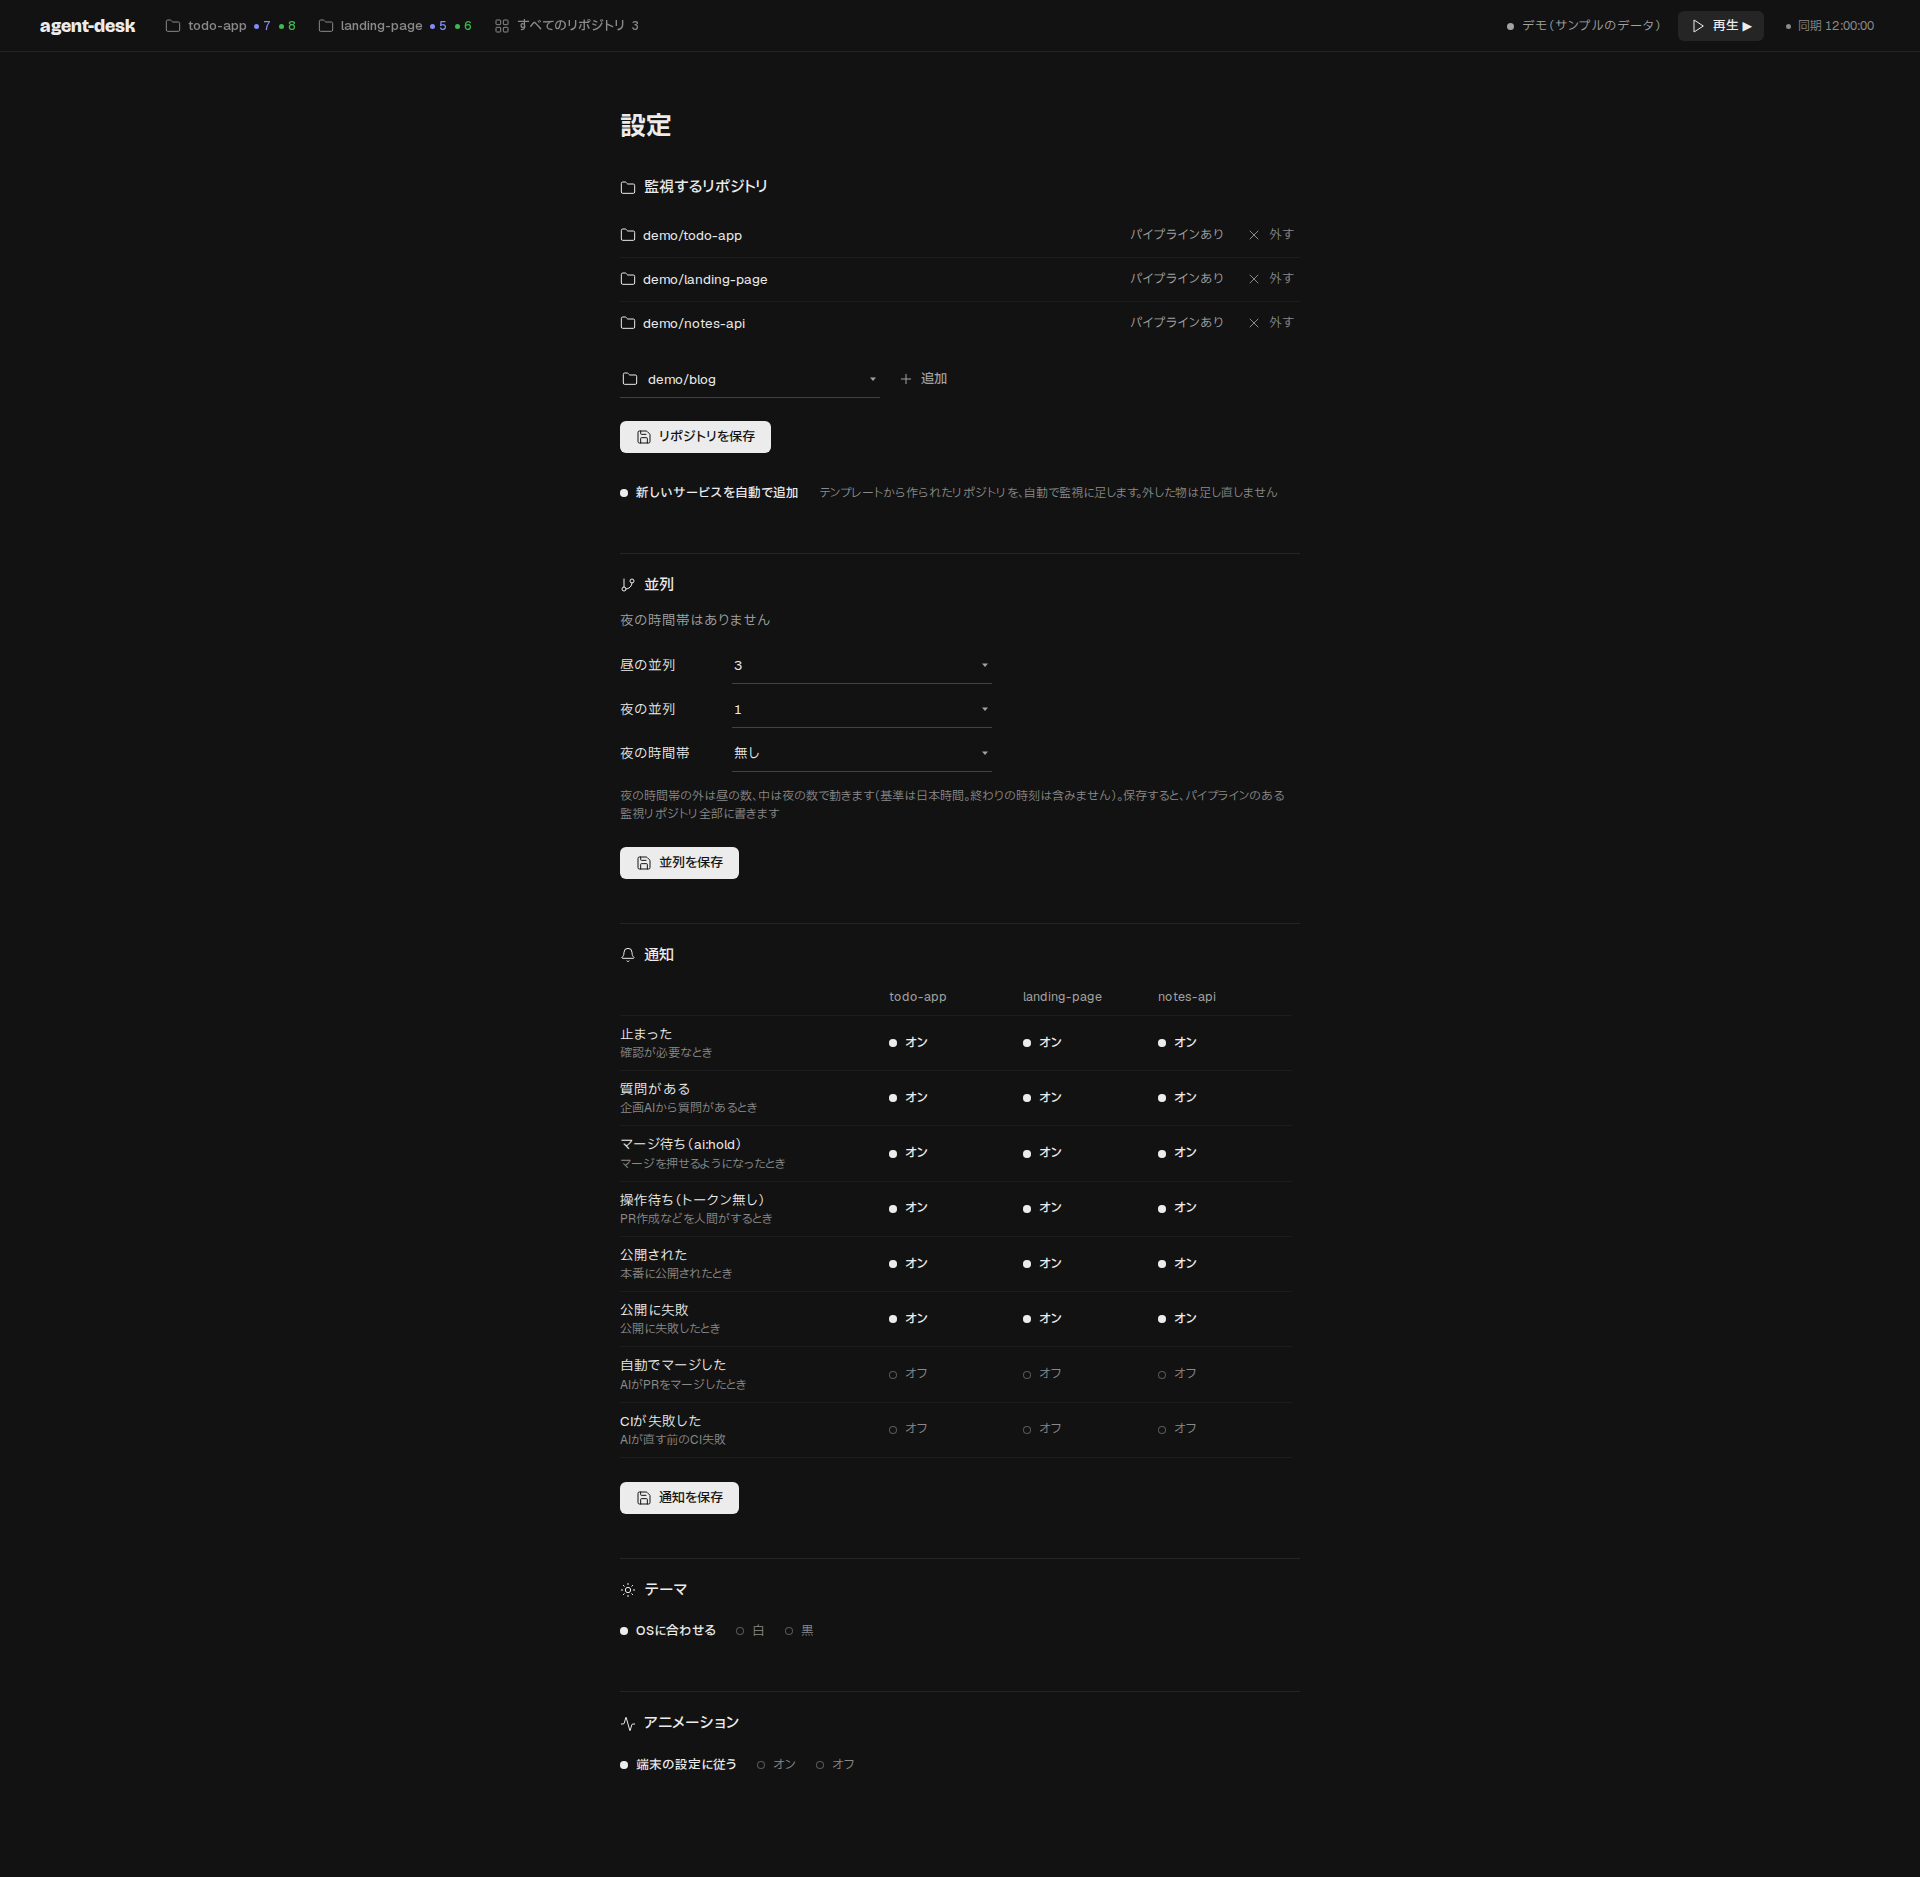 agent-desk todo-app 7 8 landing-page 5 6 すべてのリポジトリ 3 デモ(サンプルのデータ) 再生 ▶ 同期 12:00:00
設定
監視するリポジトリ
demo/todo-app パイプラインあり × 外す
demo/landing-page パイプラインあり × 外す
demo/notes-api パイプラインあり × 外す
demo/blog + 追加
リポジトリを保存
新しいサービスを自動で追加 テンプレートから作られたリポジトリを、自動で監視に足します。外した物は足し直しません
並列
夜の時間帯はありません
昼の並列 3
夜の並列 1
夜の時間帯 無し
夜の時間帯の外は昼の数、中は夜の数で動きます(基準は日本時間。終わりの時刻は含みません)。保存すると、パイプラインのある
監視リポジトリ全部に書きます
並列を保存
通知
todo-app landing-page notes-api
止まった
確認が必要なとき
オン オン オン
質問がある
企画AIから質問があるとき
オン オン オン
マージ待ち(ai:hold)
マージを押せるようになったとき
オン オン オン
操作待ち(トークン無し)
PR作成などを人間がするとき
オン オン オン
公開された
本番に公開されたとき
オン オン オン
公開に失敗
公開に失敗したとき
オン オン オン
自動でマージした
AIがPRをマージしたとき
オフ オフ オフ
CIが失敗した
AIが直す前のCI失敗
オフ オフ オフ
通知を保存
テーマ
OSに合わせる 白 黒
アニメーション
端末の設定に従う オン オフ